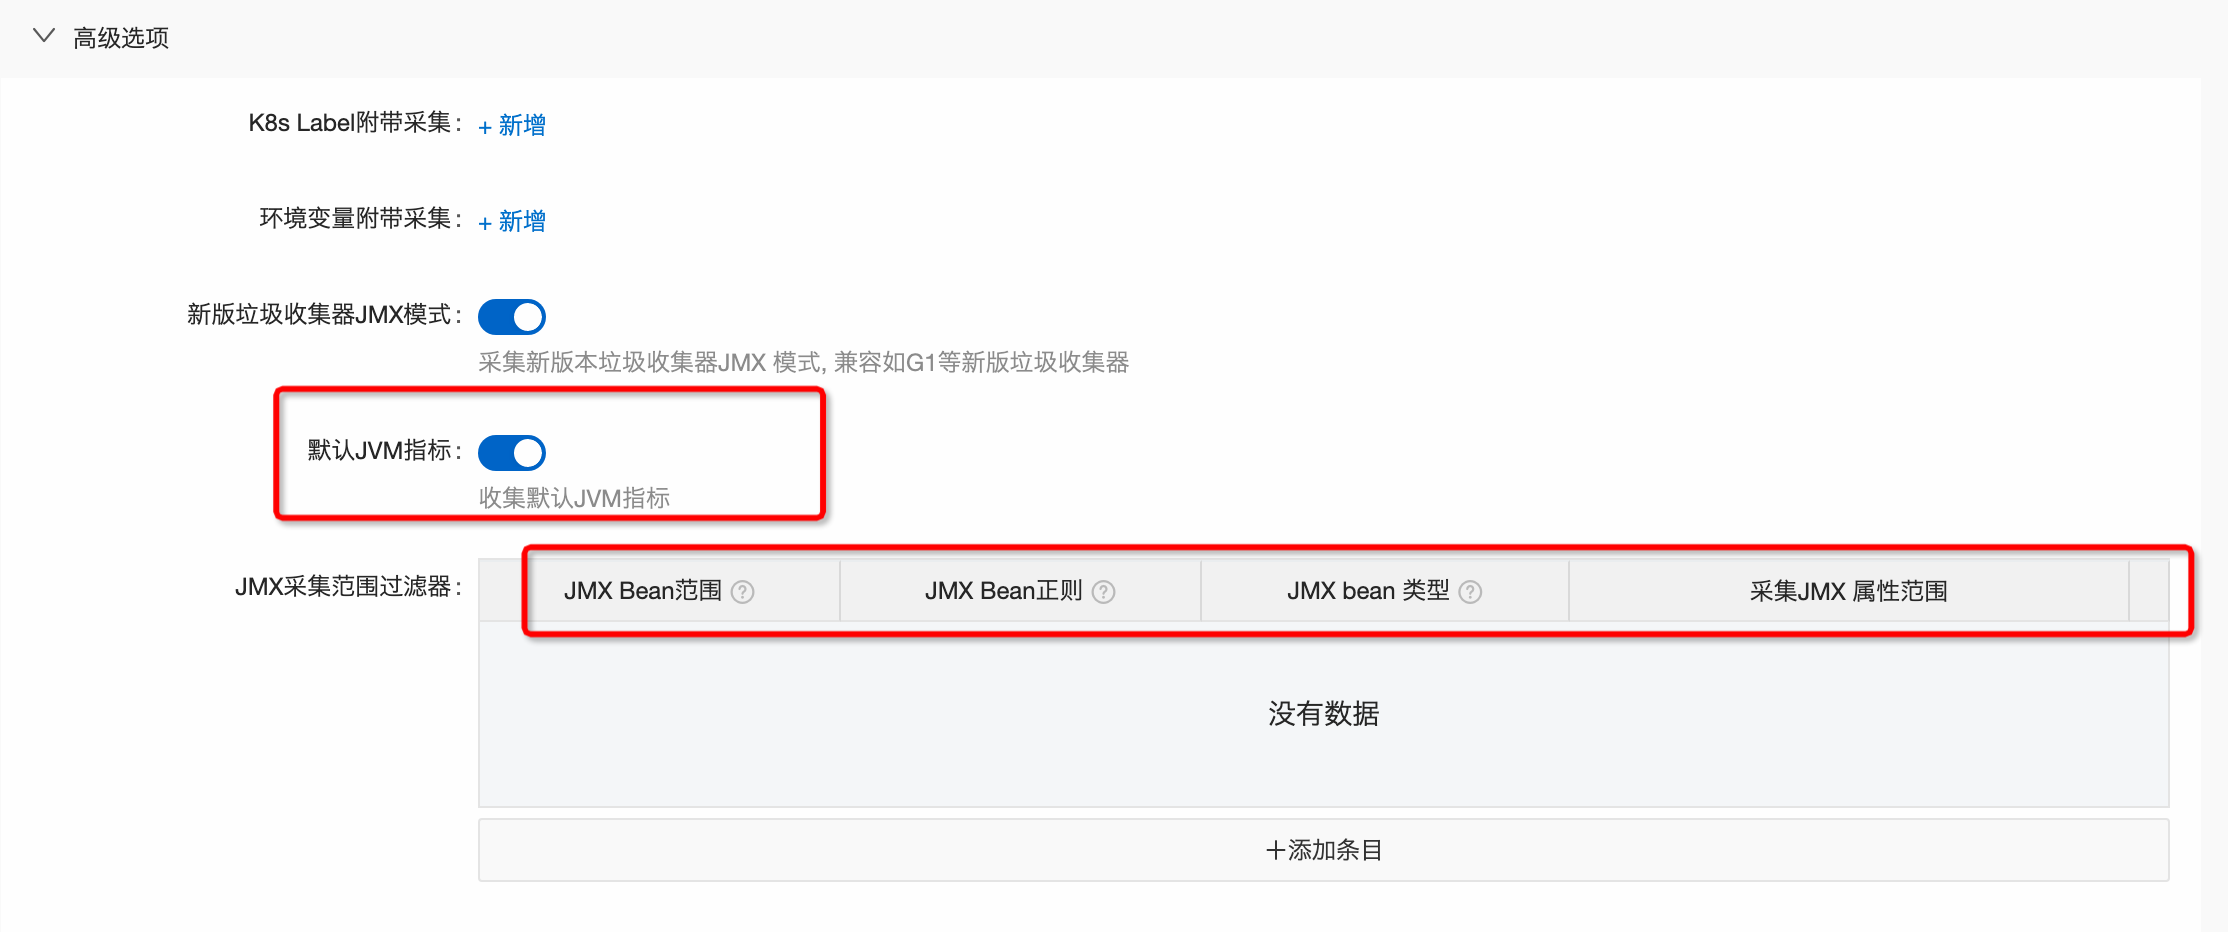 高级选项
K8s Label附带采集: + 新增
环境变量附带采集: + 新增
新版垃圾收集器JMX模式:
采集新版本垃圾收集器JMX 模式, 兼容如G1等新版垃圾收集器
默认JVM指标:
收集默认JVM指标
JMX采集范围过滤器: JMX Bean范围 ? JMX Bean正则 ? JMX bean 类型 ? 采集JMX 属性范围
没有数据
+添加条目